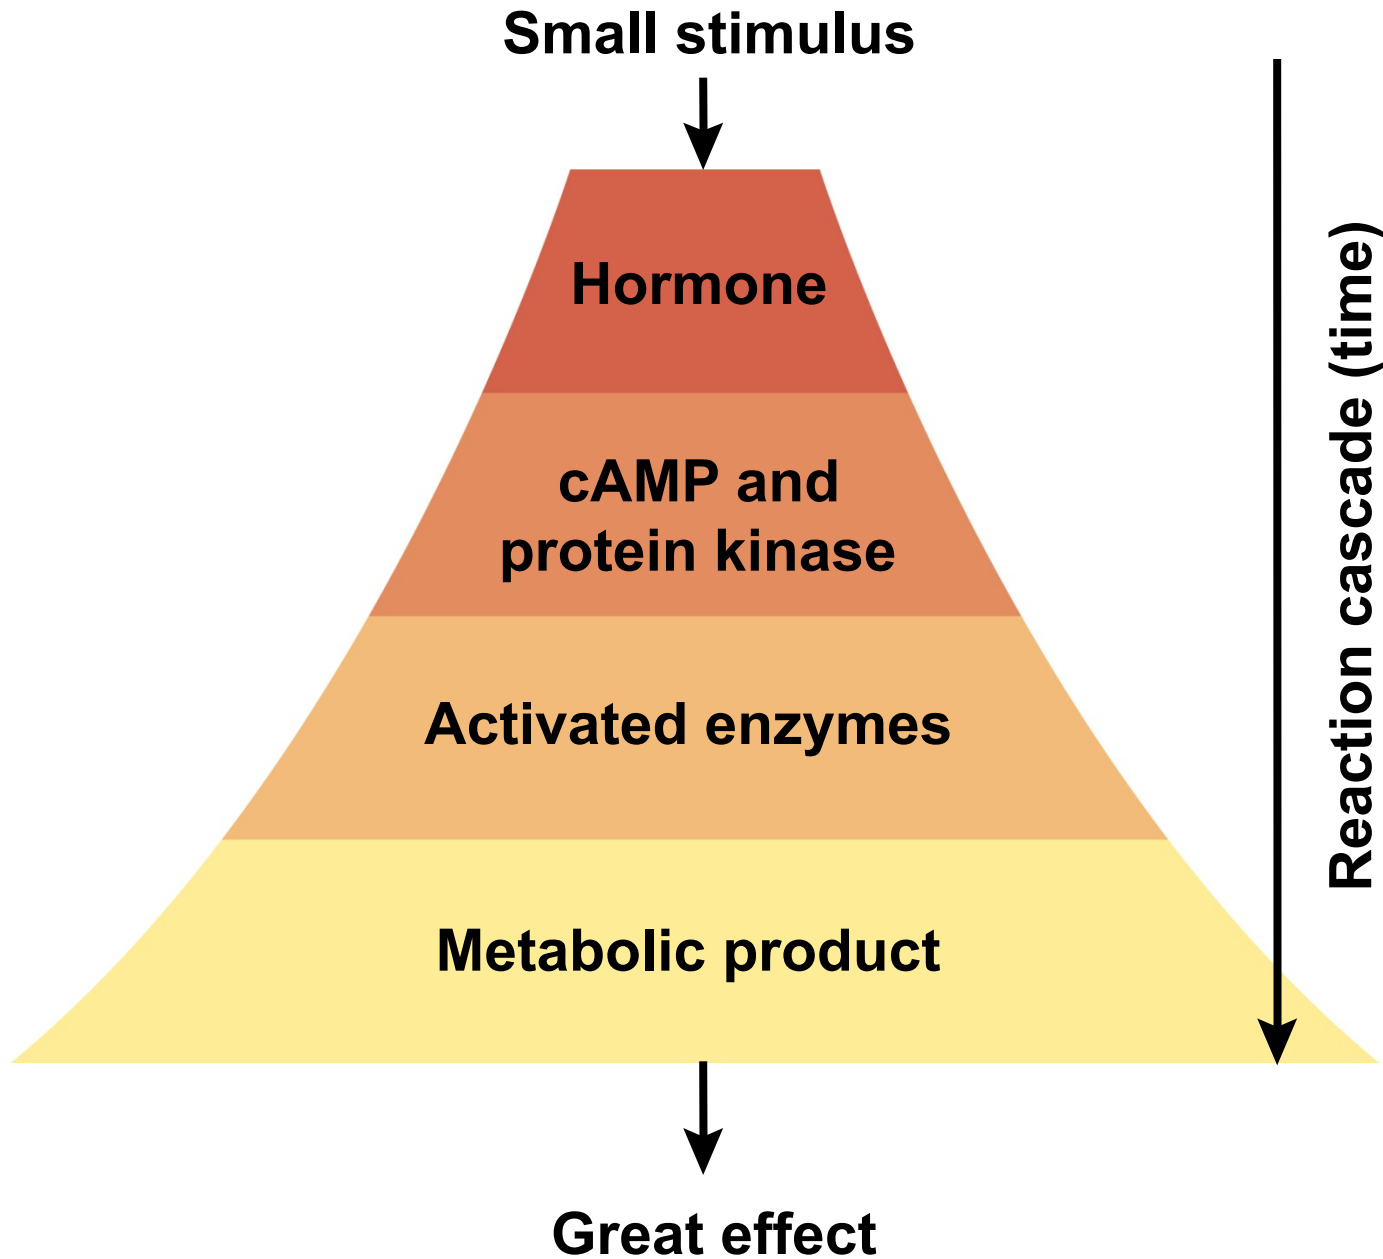 Small stimulus
Hormone
cAMP and
protein kinase
Activated enzymes
Metabolic product
Great effect
Reaction cascade (time)